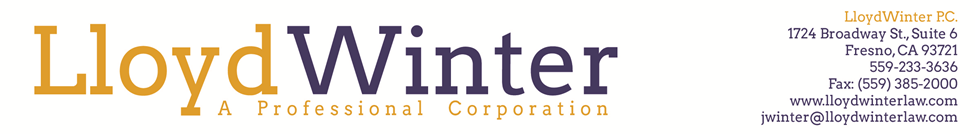 LloydWinter
A Professional Corporation
LloydWinter P.C.
1724 Broadway St., Suite 6
Fresno, CA 93721
559-233-3636
Fax: (559) 385-2000
www.lloydwinterlaw.com
jwinter@lloydwinterlaw.com